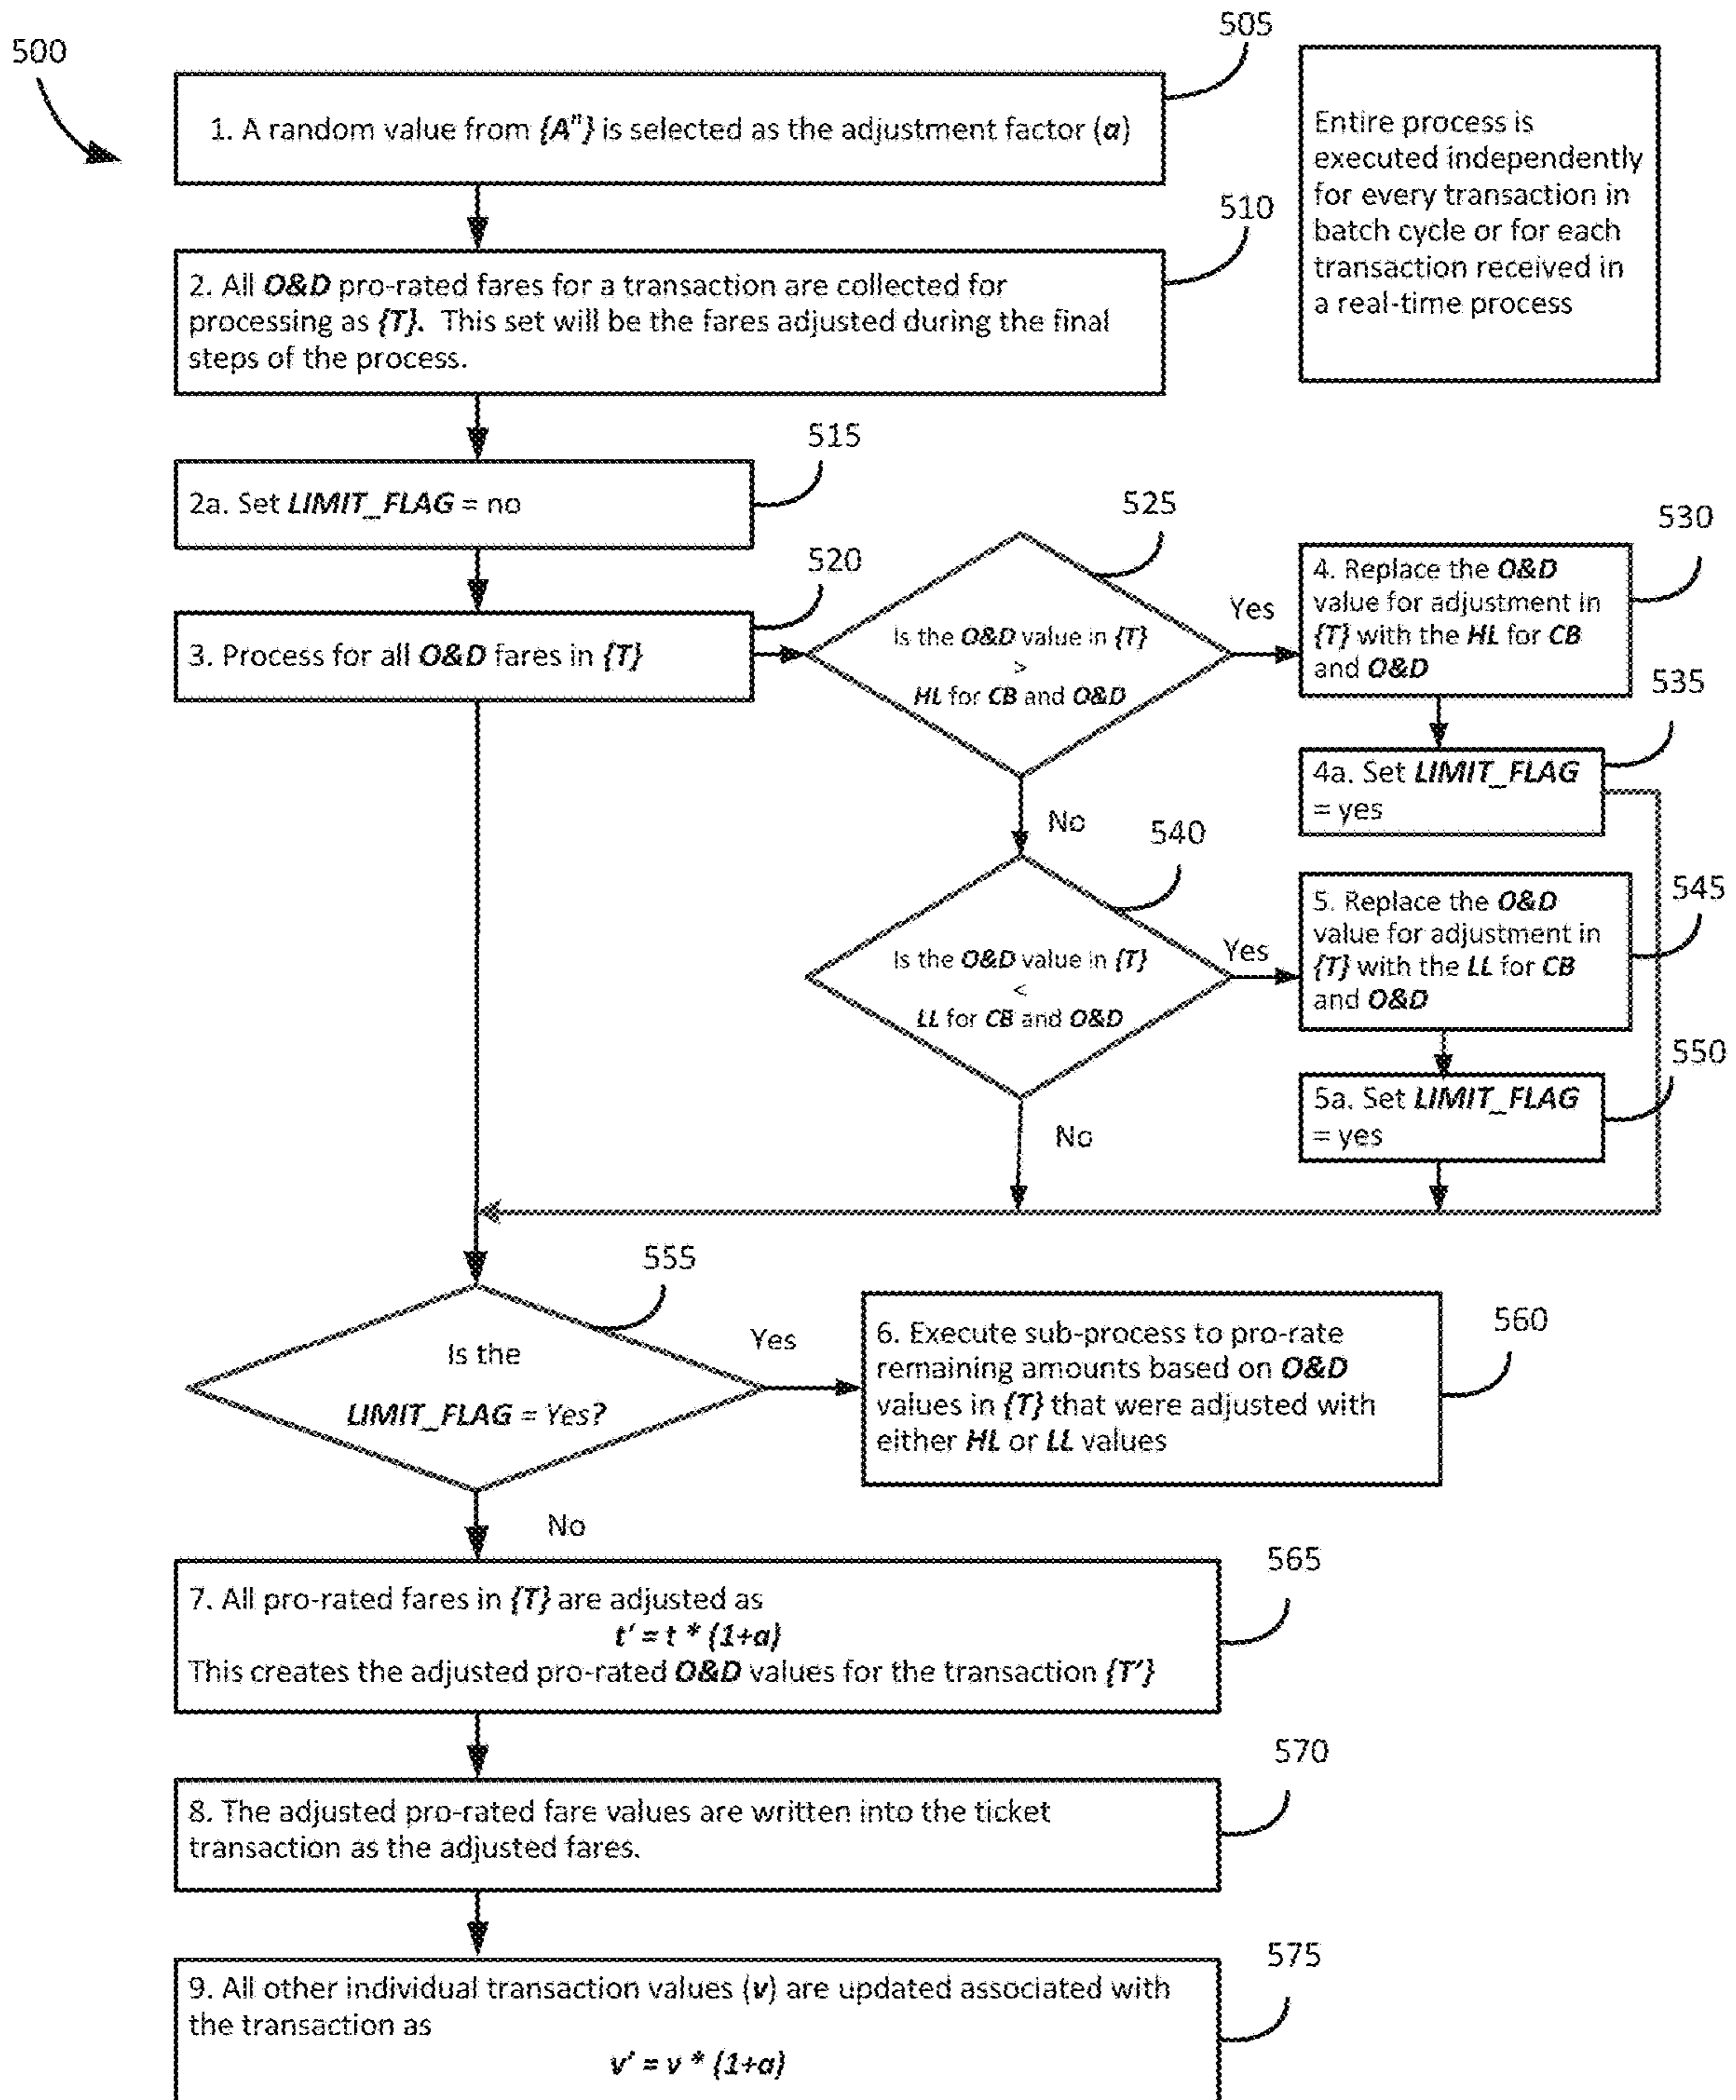 500
505
1. A random value from {A"} is selected as the adjustment factor (a)
Entire process is
executed independently
for every transaction in
batch cycle or for each
transaction received in
a real-time process
510
2. All O&D pro-rated fares for a transaction are collected for
processing as {T}. This set will be the fares adjusted during the final
steps of the process.
515
2a. Set LIMIT_FLAG = no
520
3. Process for all O&D fares in {T}
525
Is the O&D value in {T}
>
HL for CB and O&D
Yes
No
530
4. Replace the O&D
value for adjustment in
{T} with the HL for CB
and O&D
535
4a. Set LIMIT_FLAG
= yes
540
Is the O&D value in {T}
<
LL for CB and O&D
Yes
No
545
5. Replace the O&D
value for adjustment in
{T} with the LL for CB
and O&D
550
5a. Set LIMIT_FLAG
= yes
555
Is the
LIMIT_FLAG = Yes?
Yes
No
560
6. Execute sub-process to pro-rate
remaining amounts based on O&D
values in {T} that were adjusted with
either HL or LL values
565
7. All pro-rated fares in {T} are adjusted as
t' = t * (1+a)
This creates the adjusted pro-rated O&D values for the transaction {T'}
570
8. The adjusted pro-rated fare values are written into the ticket
transaction as the adjusted fares.
575
9. All other individual transaction values (v) are updated associated with
the transaction as
v' = v * (1+a)